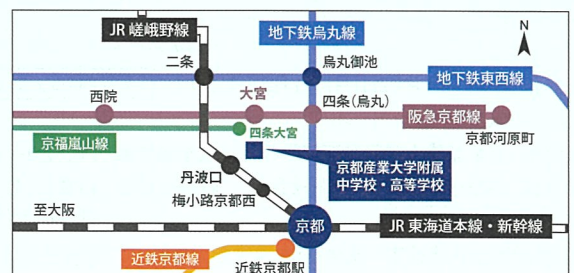 JR 嵯峨野線
地下鉄烏丸線
N
二条
烏丸御池
地下鉄東西線
西院
大宮
四条(烏丸)
阪急京都線
京都河原町
京福嵐山線
四条大宮
京都産業大学附属
中学校・高等学校
丹波口
梅小路京都西
至大阪
京都
JR 東海道本線・新幹線
近鉄京都線
近鉄京都駅